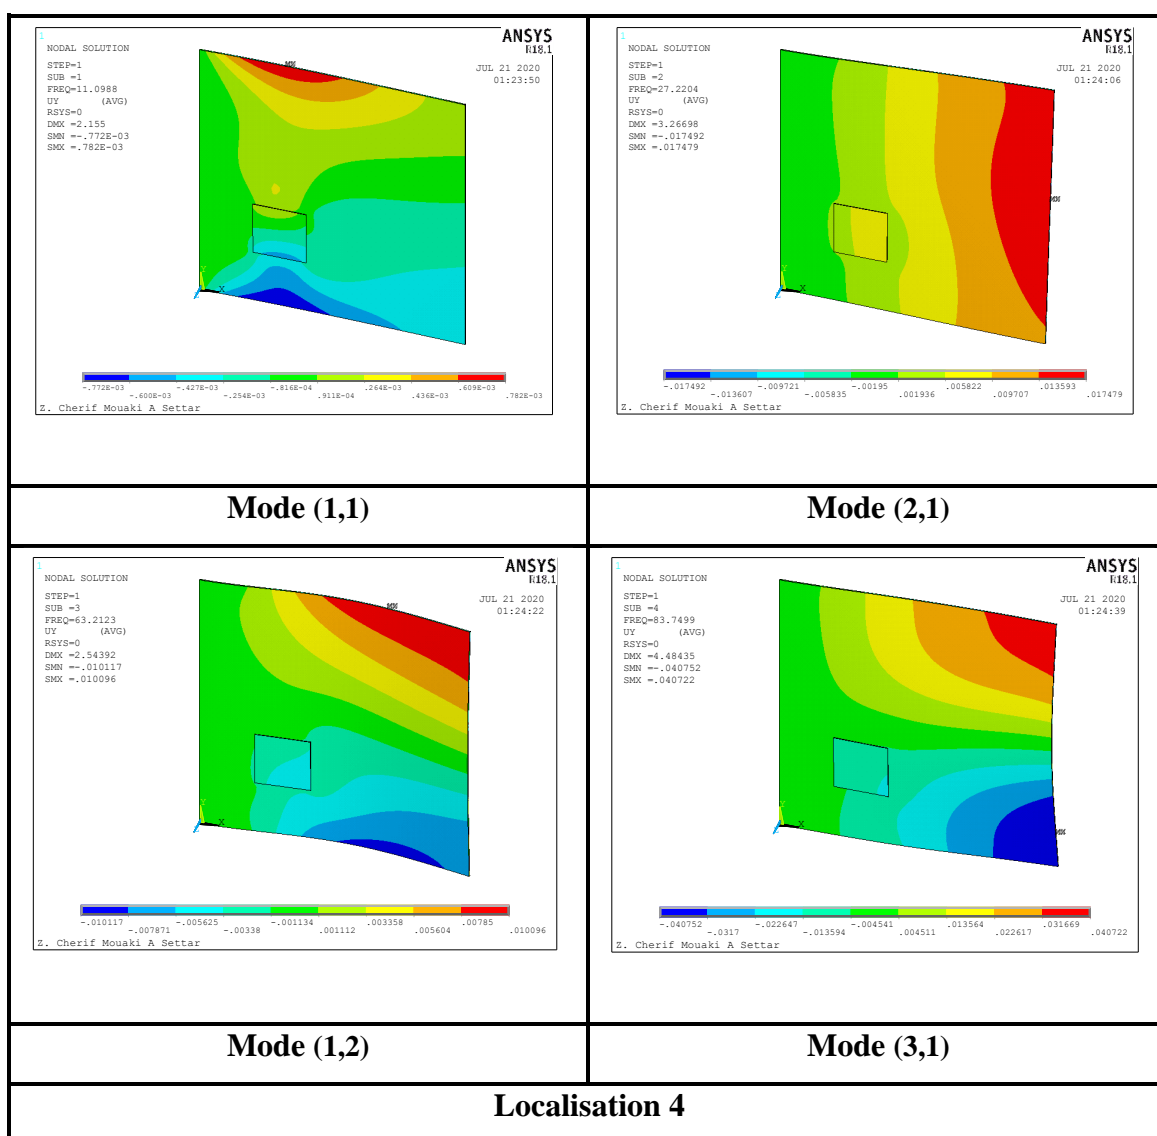 1
ANSYS
R18.1
NODAL SOLUTION
JUL 21 2020
01:23:50
STEP=1
SUB =1
FREQ=11.0988
UY (AVG)
RSYS=0
DMX =2.155
SMN =-.772E-03
SMX =.782E-03
MX
Y
Z X
-.772E-03 -.427E-03 -.816E-04 .264E-03 .609E-03
-.600E-03 -.254E-03 .911E-04 .436E-03 .782E-03
Z. Cherif Mouaki A Settar
1
ANSYS
R18.1
NODAL SOLUTION
JUL 21 2020
01:24:06
STEP=1
SUB =2
FREQ=27.2204
UY (AVG)
RSYS=0
DMX =3.26698
SMN =-.017492
SMX =.017479
MX
Y
Z X
-.017492 -.009721 -.00195 .005822 .013593
-.013607 -.005835 .001936 .009707 .017479
Z. Cherif Mouaki A Settar
Mode (1,1)
Mode (2,1)
1
ANSYS
R18.1
NODAL SOLUTION
JUL 21 2020
01:24:22
STEP=1
SUB =3
FREQ=63.2123
UY (AVG)
RSYS=0
DMX =2.54392
SMN =-.010117
SMX =.010096
MX
Y
Z X
-.010117 -.005625 -.001134 .003358 .00785
-.007871 -.00338 .001112 .005604 .010096
Z. Cherif Mouaki A Settar
1
ANSYS
R18.1
NODAL SOLUTION
JUL 21 2020
01:24:39
STEP=1
SUB =4
FREQ=83.7499
UY (AVG)
RSYS=0
DMX =4.48435
SMN =-.040752
SMX =.040722
Y
Z X
-.040752 -.022647 -.004541 .013564 .031669
-.0317 -.013594 .004511 .022617 .040722
Z. Cherif Mouaki A Settar
Mode (1,2)
Mode (3,1)
Localisation 4